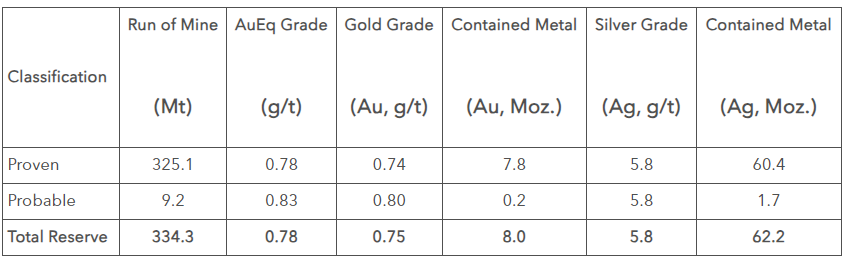 Classification Run of Mine (Mt) AuEq Grade (g/t) Gold Grade (Au, g/t) Contained Metal (Au, Moz.) Silver Grade (Ag, g/t) Contained Metal (Ag, Moz.)
Proven 325.1 0.78 0.74 7.8 5.8 60.4
Probable 9.2 0.83 0.80 0.2 5.8 1.7
Total Reserve 334.3 0.78 0.75 8.0 5.8 62.2